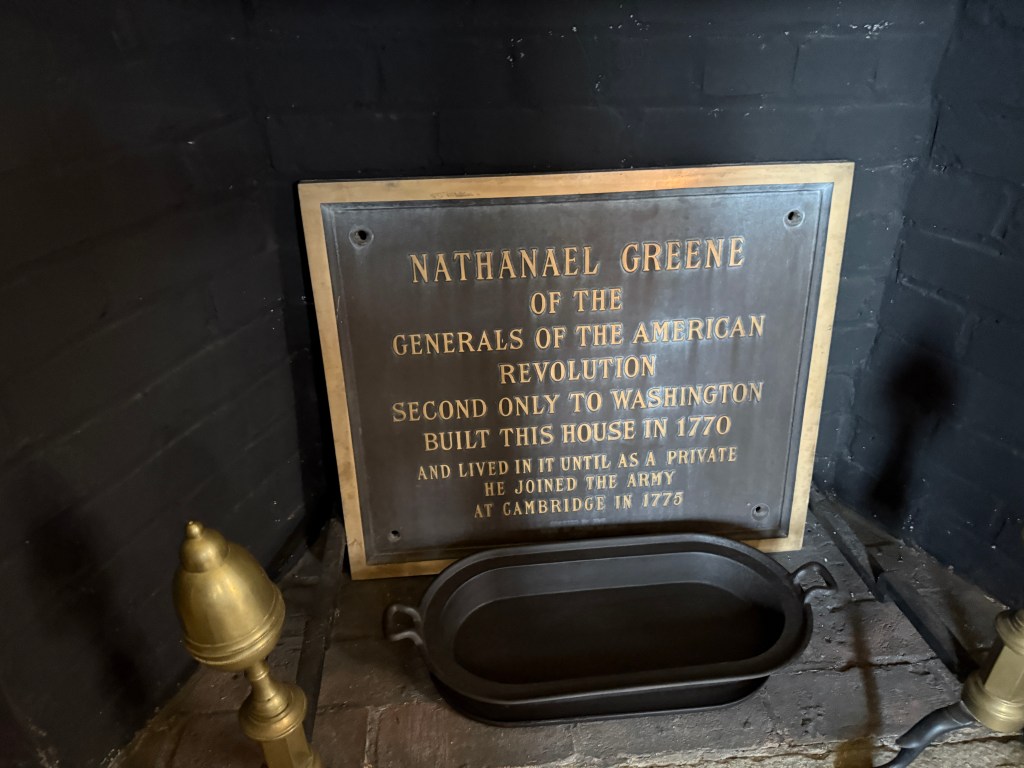 NATHANAEL GREENE
OF THE
GENERALS OF THE AMERICAN
REVOLUTION
SECOND ONLY TO WASHINGTON
BUILT THIS HOUSE IN 1770
AND LIVED IN IT UNTIL AS A PRIVATE
HE JOINED THE ARMY
AT CAMBRIDGE IN 1775